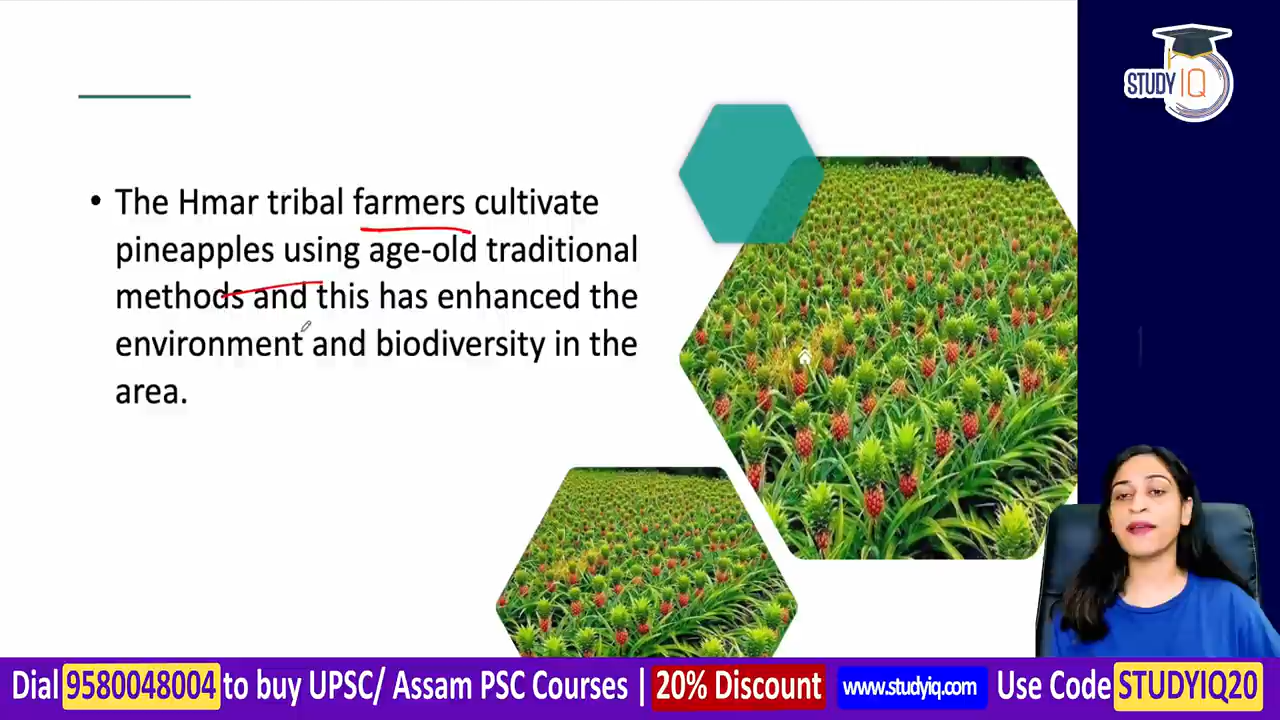 STUDY IQ
• The Hmar tribal farmers cultivate
pineapples using age-old traditional
methods and this has enhanced the
environment and biodiversity in the
area.
Dial 9580048004 to buy UPSC/ Assam PSC Courses | 20% Discount www.studyiq.com Use Code STUDYIQ20